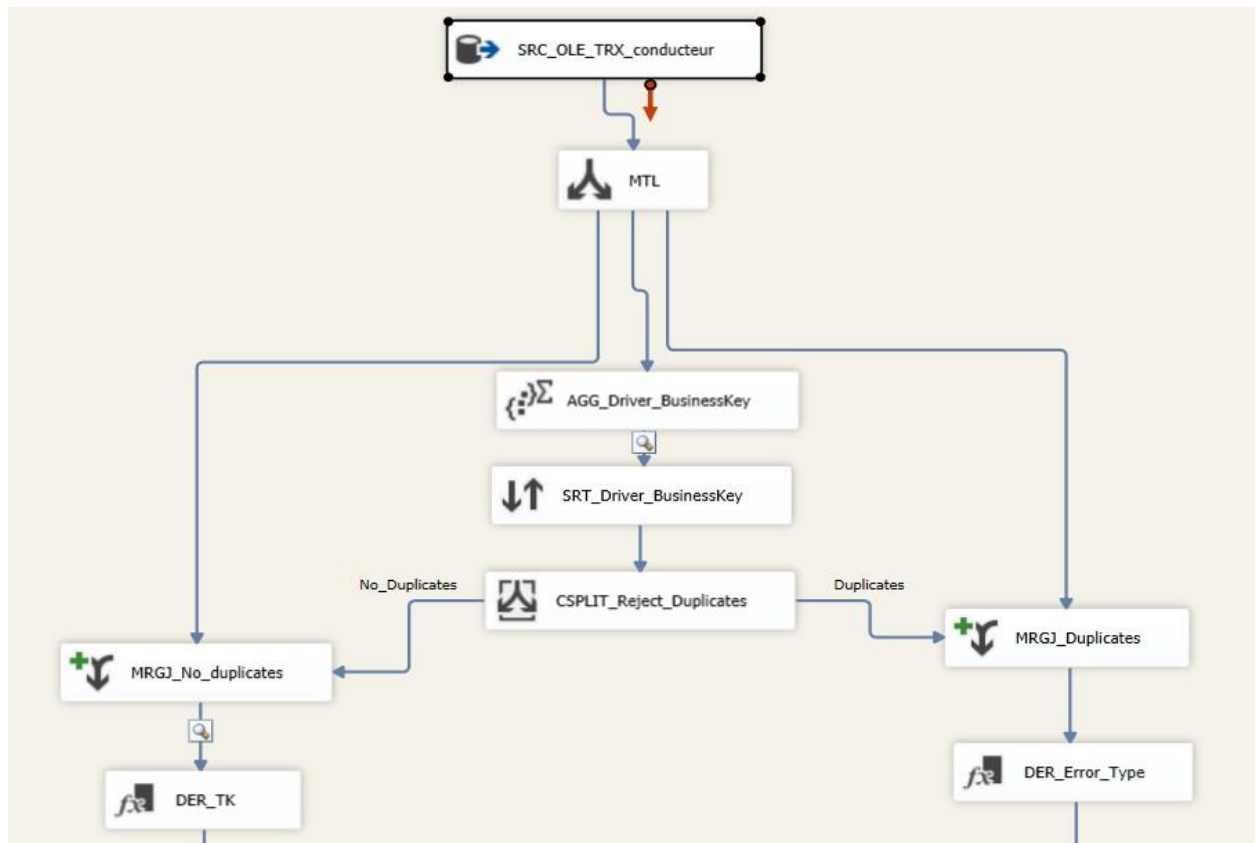 SRC_OLE_TRX_conducteur
MTL
AGG_Driver_BusinessKey
SRT_Driver_BusinessKey
No_Duplicates
CSPLIT_Reject_Duplicates
Duplicates
MRGJ_No_duplicates
MRGJ_Duplicates
DER_TK
DER_Error_Type